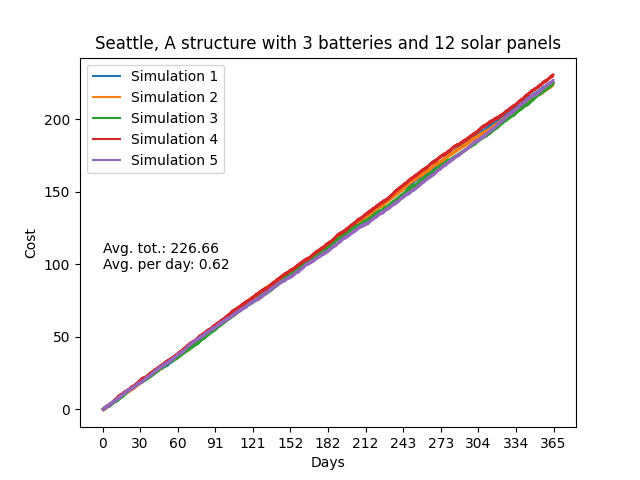 Seattle, A structure with 3 batteries and 12 solar panels
Simulation 1
Simulation 2
Simulation 3
Simulation 4
Simulation 5
200
150
100
50
0
Cost
Avg. tot.: 226.66
Avg. per day: 0.62
0 30 60 91 121 152 182 212 243 273 304 334 365
Days